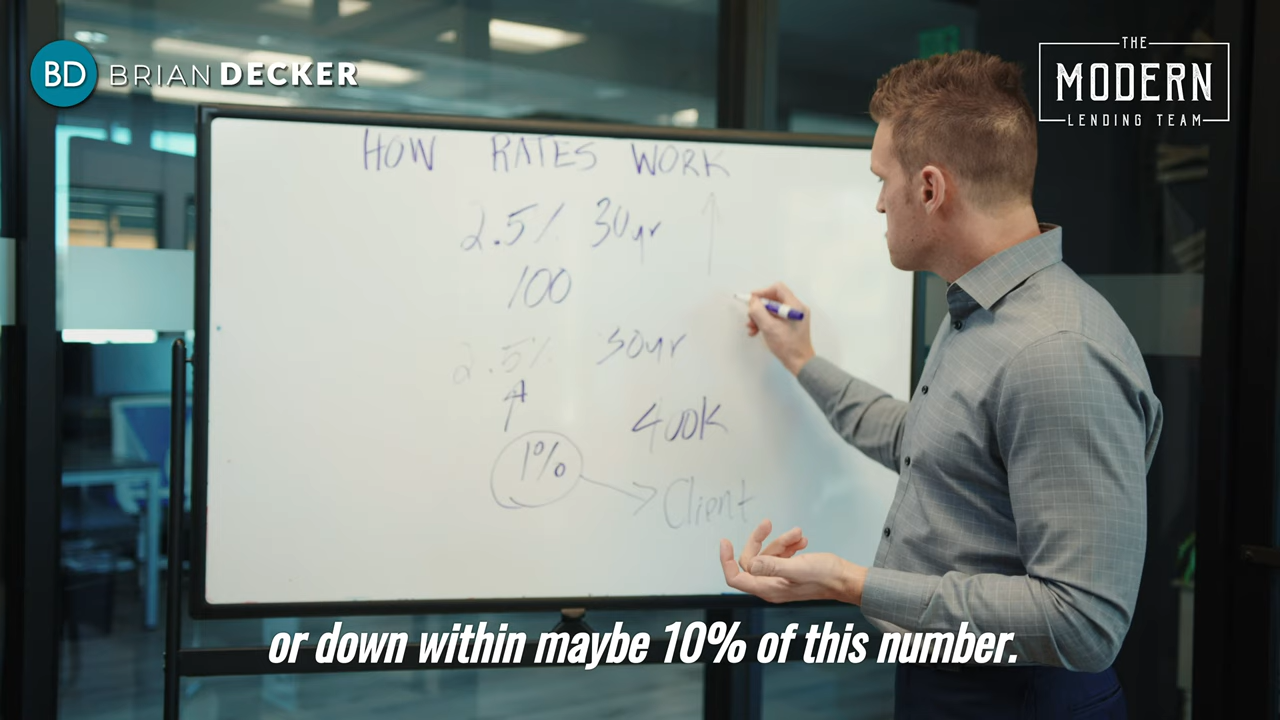 BD BRIAN DECKER
THE
MODERN
LENDING TEAM
HOW RATES WORK
2.5% 30yr
100
2.5% 30yr
400K
1%
Client
or down within maybe 10% of this number.